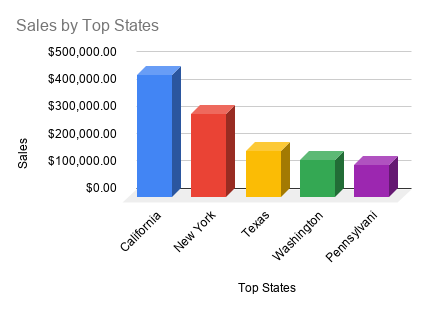 Sales by Top States
$500,000.00
$400,000.00
$300,000.00
$200,000.00
$100,000.00
$0.00
Sales
California
New York
Texas
Washington
Pennsylvani
Top States